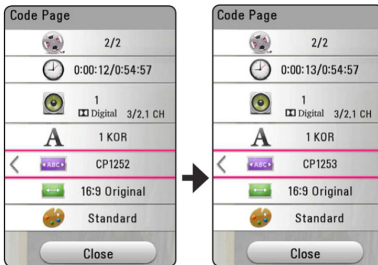 Code Page
2/2
0:00:12/0:54:57
1
Digital 3/2.1 CH
A 1 KOR
ABC CP1252
16:9 Original
Standard
Close
Code Page
2/2
0:00:13/0:54:57
1
Digital 3/2.1 CH
A 1 KOR
ABC CP1253
16:9 Original
Standard
Close